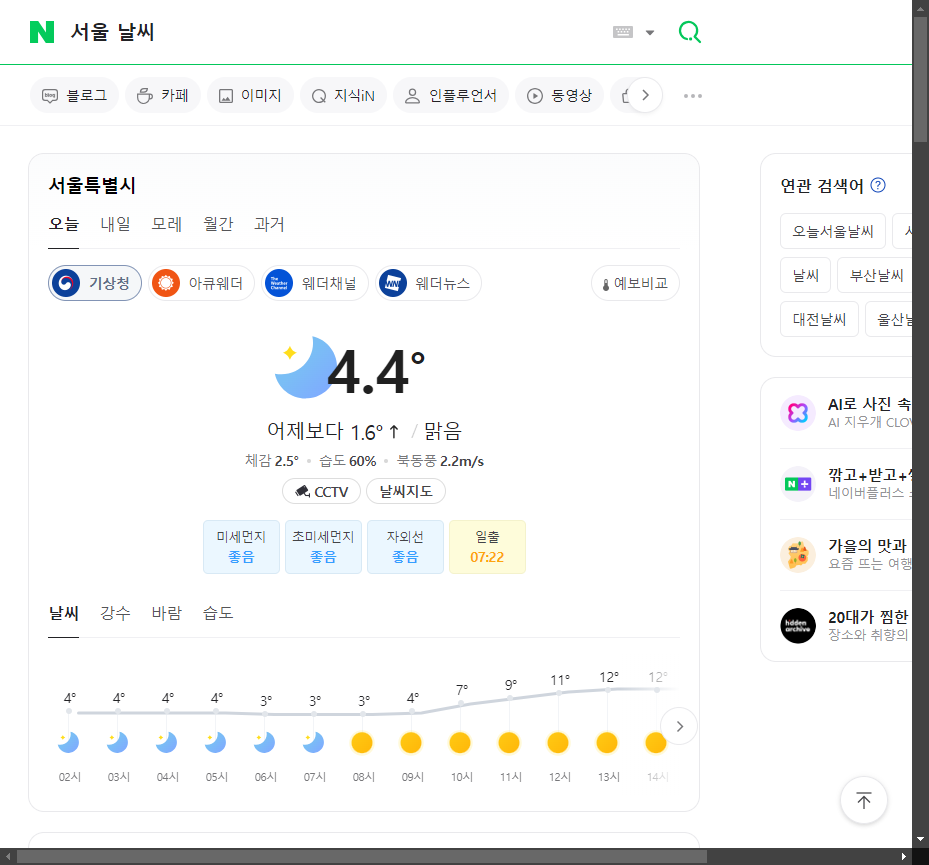 N 서울 날씨
블로그 카페 이미지 지식iN 인플루언서 동영상
서울특별시
오늘 내일 모레 월간 과거
기상청 아큐웨더 The Weather Channel 웨더채널 WNI 웨더뉴스 예보비교
4.4°
어제보다 1.6° ↑ / 맑음
체감 2.5° 습도 60% 북동풍 2.2m/s
CCTV 날씨지도
미세먼지 초미세먼지 자외선 일출
좋음 좋음 좋음 07:22
날씨 강수 바람 습도
4° 4° 4° 4° 3° 3° 3° 4° 7° 9° 11° 12° 12°
02시 03시 04시 05시 06시 07시 08시 09시 10시 11시 12시 13시 14시
연관 검색어 ?
오늘서울날씨
날씨 부산날씨
대전날씨 울산
AI로 사진 속
AI 지우개 CLOV
N+
깎고+받고+
네이버플러스
가을의 맛과
요즘 뜨는 여행
hidden archive
20대가 찜한
장소와 취향의